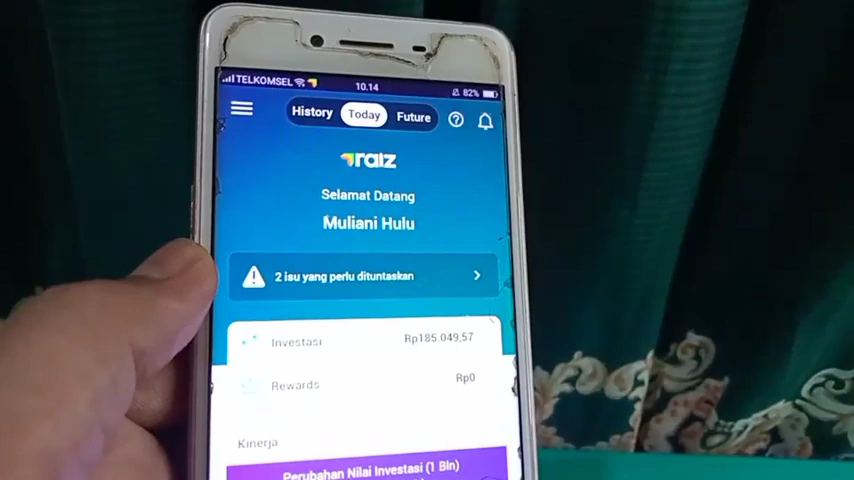 TELKOMSEL 10.14 82%
History Today Future
raiz
Selamat Datang
Muliani Hulu
2 isu yang perlu dituntaskan
Investasi Rp185.049,57
Rewards Rp0
Kinerja
Perubahan Nilai Investasi (1 Bln)